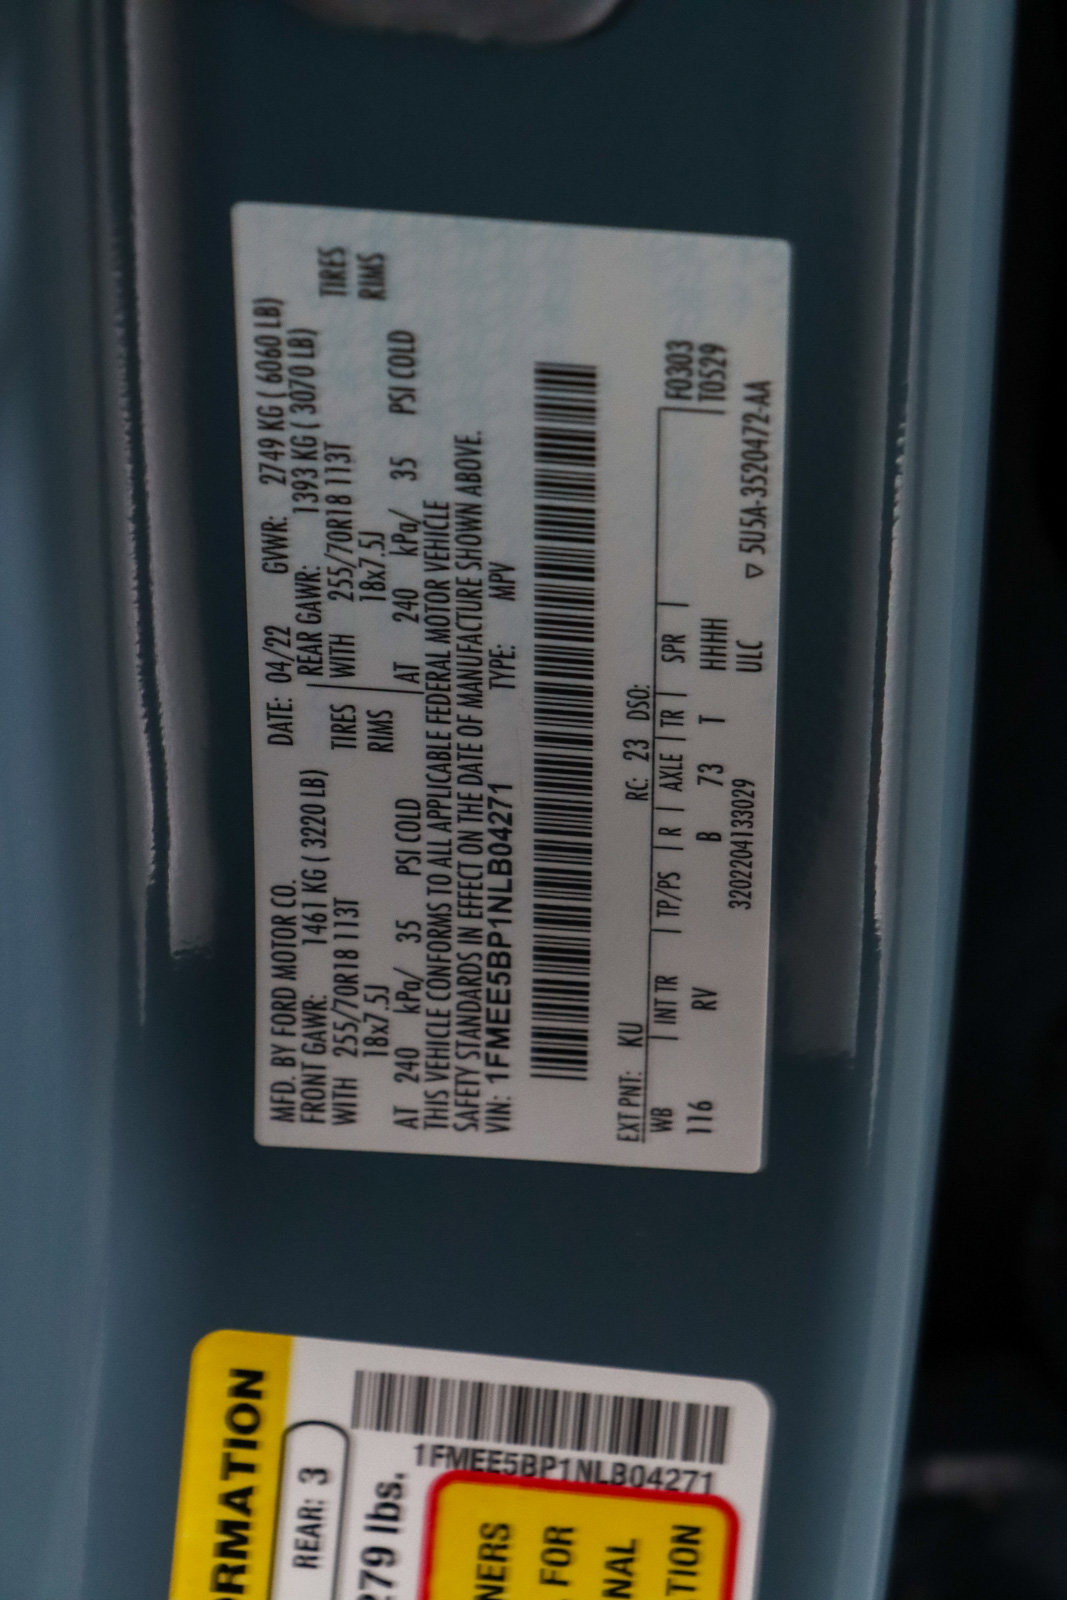 MFD. BY FORD MOTOR CO. DATE: 04/22 GVWR: 2749 KG ( 6060 LB)
FRONT GAWR: 1461 KG ( 3220 LB) REAR GAWR: 1393 KG ( 3070 LB)
WITH 255/70R18 113T TIRES WITH 255/70R18 113T TIRES
18x7.5J RIMS 18x7.5J RIMS
AT 240 kPa/ 35 PSI COLD AT 240 kPa/ 35 PSI COLD
THIS VEHICLE CONFORMS TO ALL APPLICABLE FEDERAL MOTOR VEHICLE
SAFETY STANDARDS IN EFFECT ON THE DATE OF MANUFACTURE SHOWN ABOVE.
VIN: 1FMEE5BP1NLB04271 TYPE: MPV
EXT PNT: KU RC: 23 DSO: F0303
WB INT TR TP/PS R AXLE TR SPR T0529
116 RV B 73 T HHHH
320220413029 ULC ▽ 5U5A-3520472-AA
RMATION
REAR: 3
279 lbs.
1FMEE5BP1NLB04271
NERS
FOR
NAL
TION